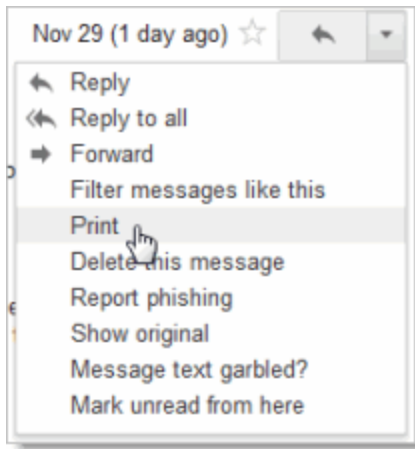 Nov 29 (1 day ago)
Reply
Reply to all
Forward
Filter messages like this
Print
Delete this message
Report phishing
Show original
Message text garbled?
Mark unread from here